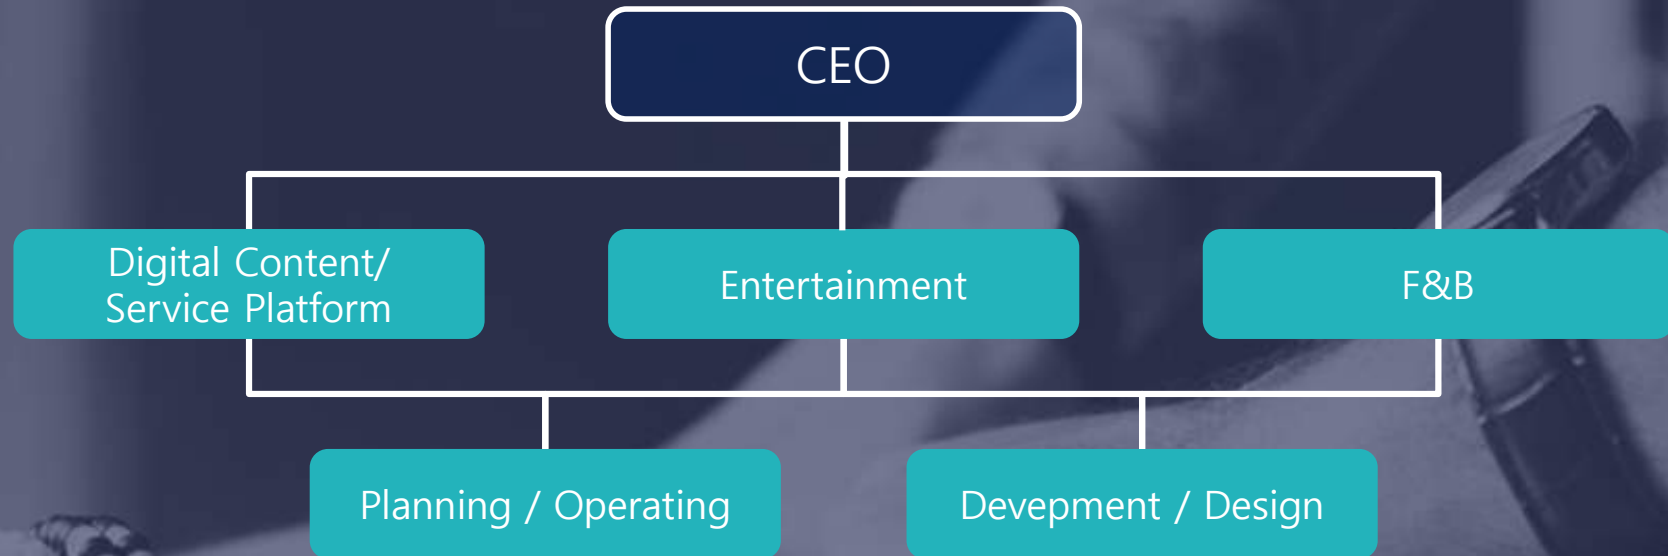 CEO
Digital Content/
Service Platform
Entertainment
F&B
Planning / Operating
Devepment / Design